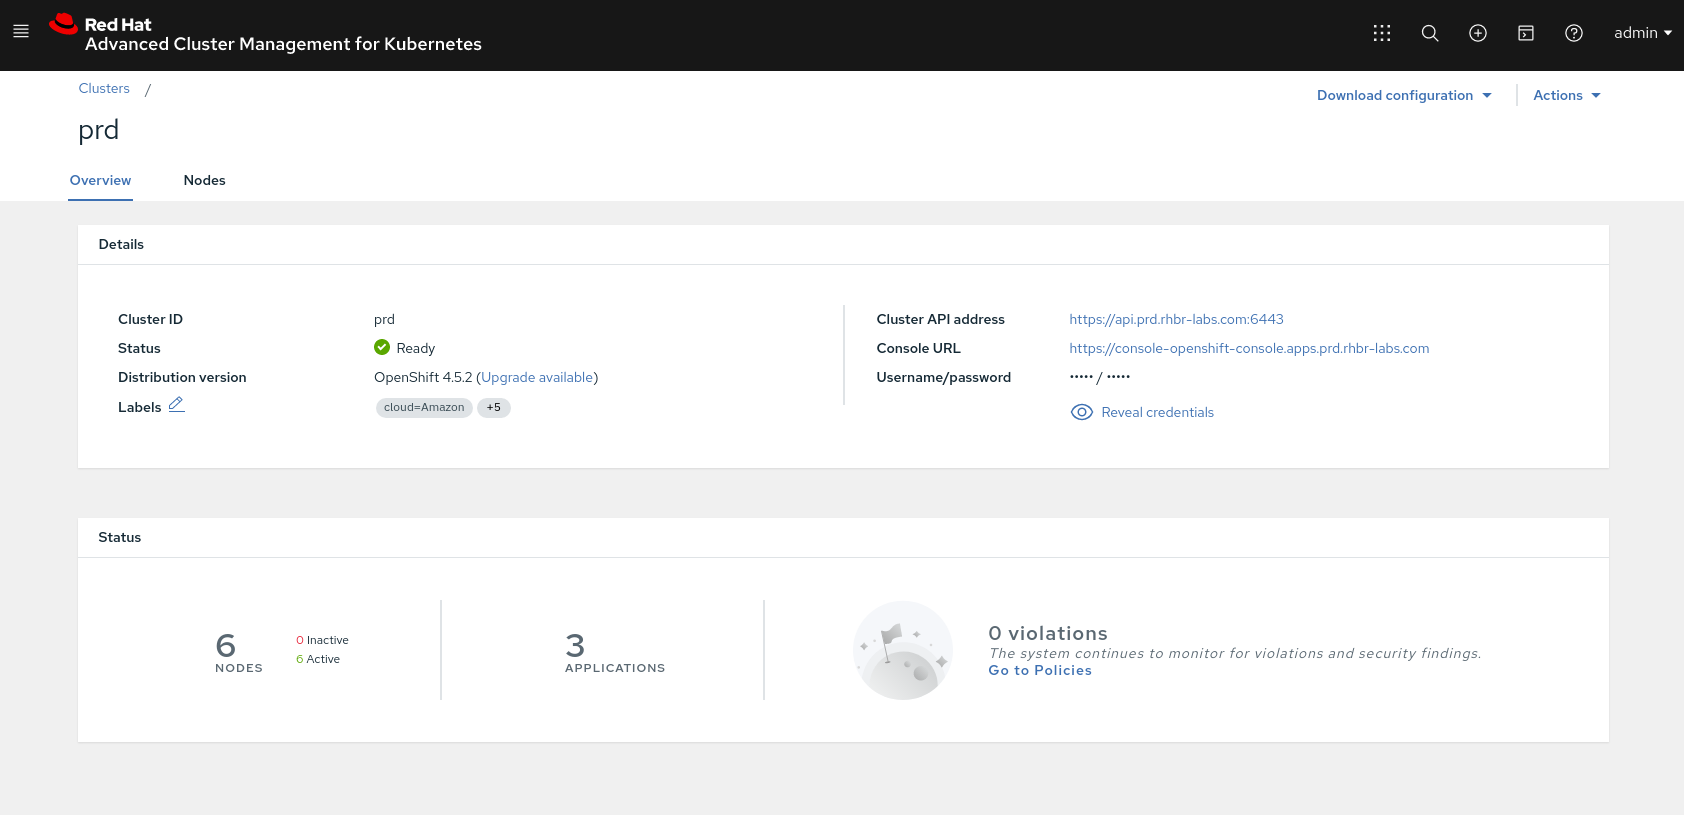 Red Hat
Advanced Cluster Management for Kubernetes
admin
Clusters /
Download configuration
Actions
prd
Overview
Nodes
Details
Cluster ID
prd
Status
Ready
Distribution version
OpenShift 4.5.2 (Upgrade available)
Labels
cloud=Amazon
+5
Cluster API address
https://api.prd.rhbr-labs.com:6443
Console URL
https://console-openshift-console.apps.prd.rhbr-labs.com
Username/password
••••• / •••••
Reveal credentials
Status
6
NODES
0 Inactive
6 Active
3
APPLICATIONS
0 violations
The system continues to monitor for violations and security findings.
Go to Policies